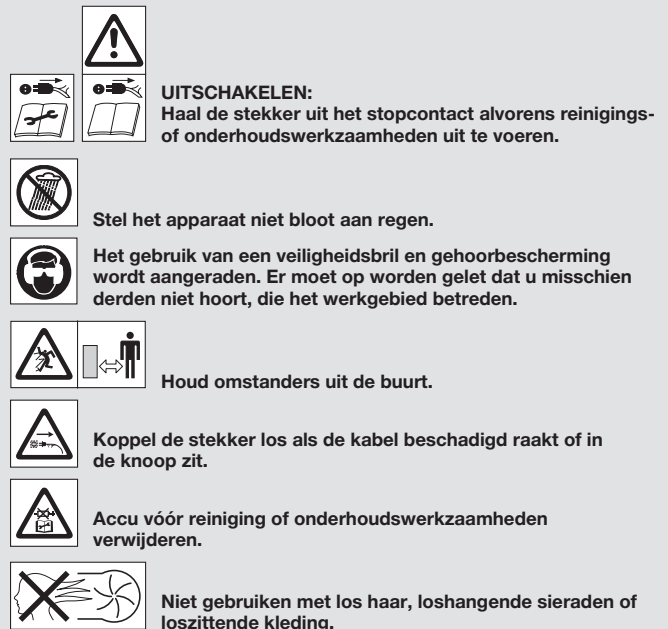 UITSCHAKELEN:
Haal de stekker uit het stopcontact alvorens reinigings-
of onderhoudswerkzaamheden uit te voeren.
Stel het apparaat niet bloot aan regen.
Het gebruik van een veiligheidsbril en gehoorbescherming
wordt aangeraden. Er moet op worden gelet dat u misschien
derden niet hoort, die het werkgebied betreden.
Houd omstanders uit de buurt.
Koppel de stekker los als de kabel beschadigd raakt of in
de knoop zit.
Accu vóór reiniging of onderhoudswerkzaamheden
verwijderen.
Niet gebruiken met los haar, loshangende sieraden of
loszittende kleding.